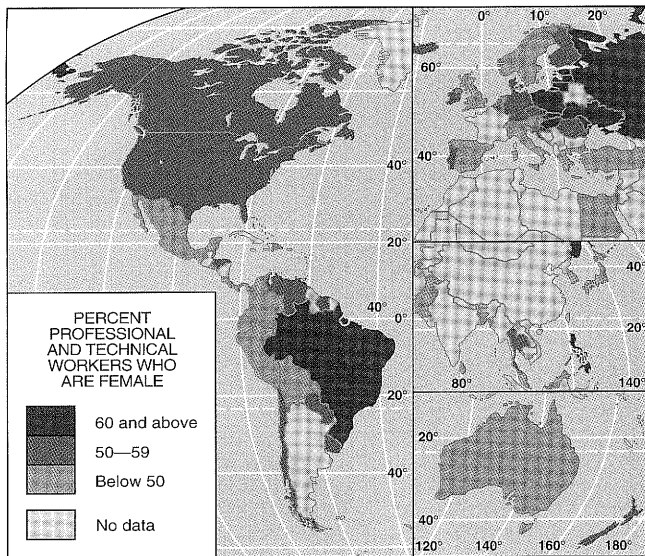 0° 10° 20°
60°
40°
40°
20°
40°
0°
20°
40°
40°
20°
80° 140°
20°
40°
120° 140° 160° 180°
PERCENT
PROFESSIONAL
AND TECHNICAL
WORKERS WHO
ARE FEMALE
60 and above
50—59
Below 50
No data